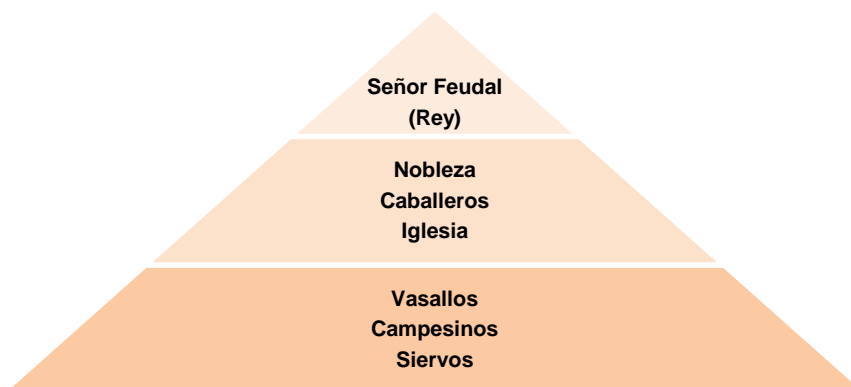 Señor Feudal
(Rey)
Nobleza
Caballeros
Iglesia
Vasallos
Campesinos
Siervos